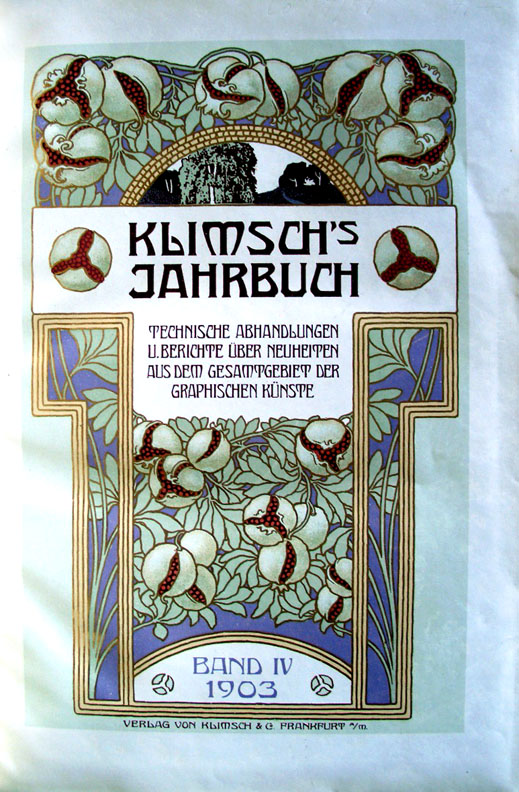 KLIMSCH'S
JAHRBUCH
TECHNISCHE ABHANDLUNGEN
U. BERICHTE ÜBER NEUHEITEN
AUS DEM GESAMTGEBIET DER
GRAPHISCHEN KÜNSTE
BAND IV
1903
VERLAG VON KLIMSCH & C. FRANKFURT a/M.